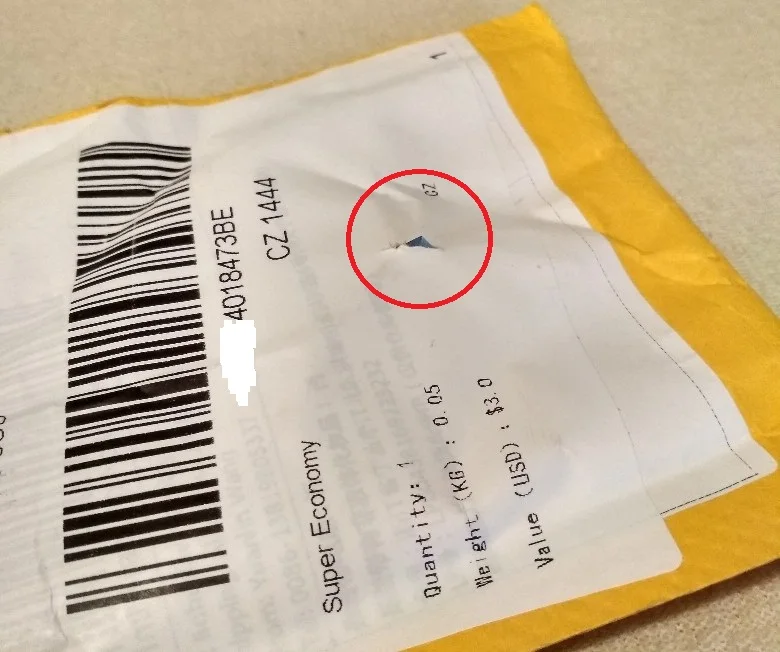 1
CZ
4018473BE
CZ 1444
Super Economy
Quantity: 1
Weight (KG) : 0.05
Value (USD) : $3.0